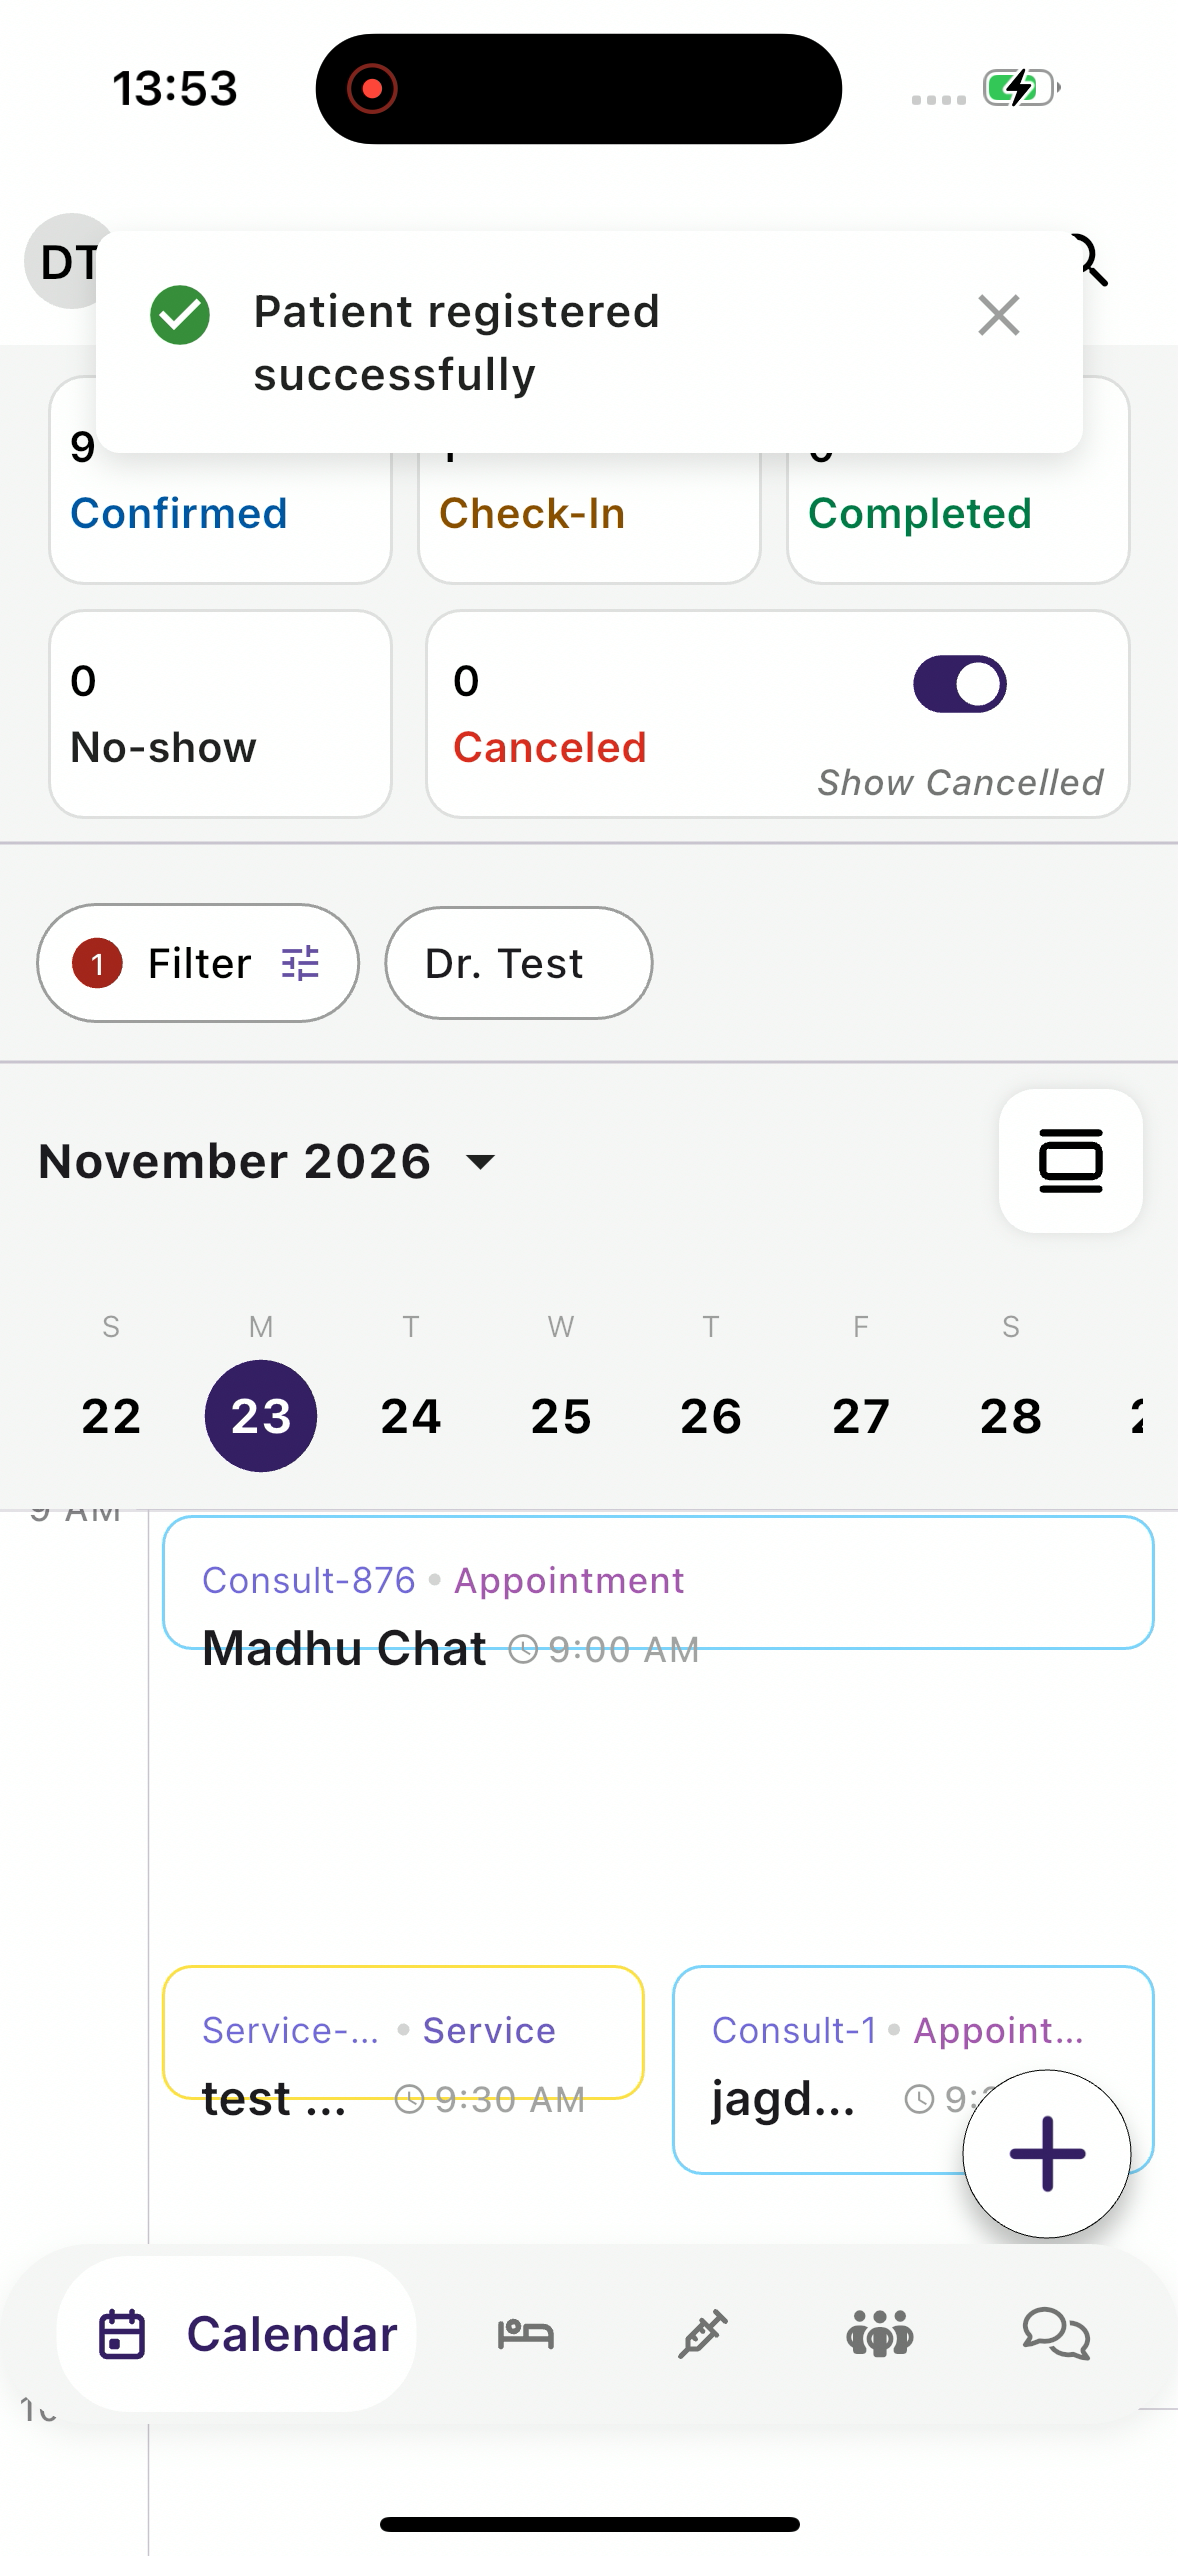 13:53
DT
Patient registered
successfully
9
Confirmed
Check-In
Completed
0
No-show
0
Canceled
Show Cancelled
1 Filter
Dr. Test
November 2026
S M T W T F S
22 23 24 25 26 27 28
9 AM
Consult-876 • Appointment
Madhu Chat 9:00 AM
Service-... • Service
test ... 9:30 AM
Consult-1 • Appoint...
jagd...
Calendar